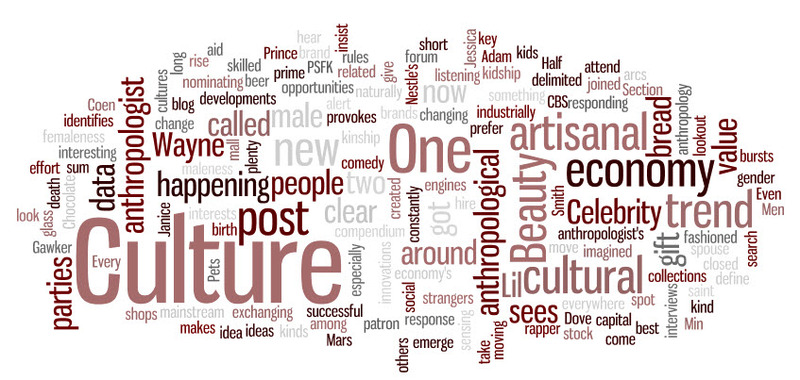 hear
insist
brand
Prince
rules
short
Jessica
key
Adam
kids
aid
long
rise
skilled
prime
PSFK
related
give
forum
listening
kidship
Half
attend
nominating
beer
opportunities
naturally
Nestle's
now
delimited
joined
arcs
Section
cultures
blog
developments
alert
brands
something
CBS
responding
Coen
identifies
change
called
male
provokes
changing
industrially
artisanal
bread
anthropology
femaleness
anthropologist
Wayne
mall
new
kinship
One
prefer
lookout
value
interesting
maleness
plenty
comedy
economy
bursts
effort
sum
data
happening
people
two
created
engines
anthropological
Beauty
Smith
gender
Even
look
glass
death
Chocolate
Janice
interests
post
clear
constantly
got
hire
Celebrity
trend
Men
birth
compendium
anthropologist's
gift
fashioned
search
Gawker
Culture
Every
Pets
especially
innovations
around
economy's
move
imagined
spouse
closed
define
parties
Lil
cultural
collections
social
strangers
sees
everywhere
spot
saint
shops
mainstream
exchanging
successful
patron
response
sensing
rapper
Dove
capital
interviews
kind
Min
makes
idea
ideas
kinds
among
Mars
others
emerge
take
moving
stock
come
best